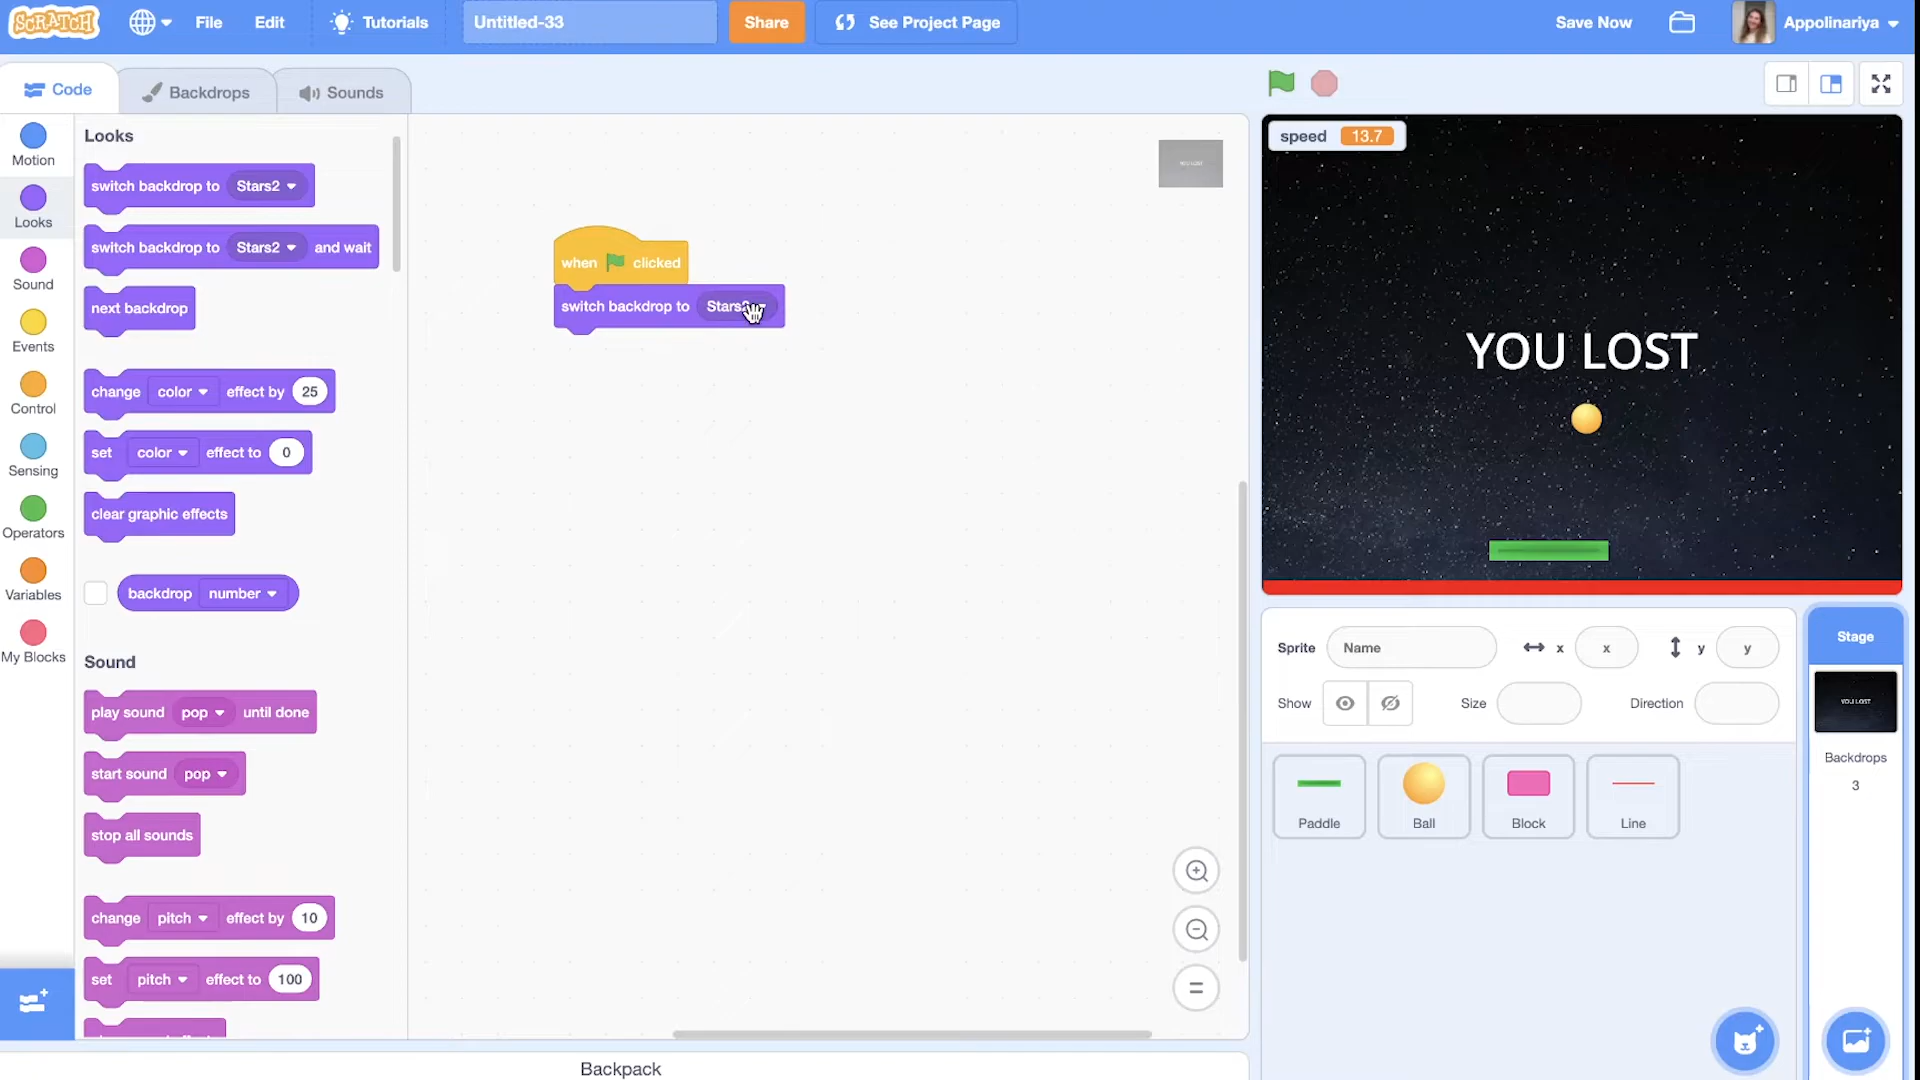 SCRATCH
File
Edit
Tutorials
Untitled-33
Share
See Project Page
Save Now
Appolinariya
Code
Backdrops
Sounds
Motion
Looks
Sound
Events
Control
Sensing
Operators
Variables
My Blocks
Looks
switch backdrop to Stars2
switch backdrop to Stars2 and wait
next backdrop
change color effect by 25
set color effect to 0
clear graphic effects
backdrop number
Sound
play sound pop until done
start sound pop
stop all sounds
change pitch effect by 10
set pitch effect to 100
when clicked
switch backdrop to Stars2
YOU LOST
speed 13.7
YOU LOST
Sprite Name x x y y
Show Size Direction
Paddle
Ball
Block
Line
Stage
YOU LOST
Backdrops
3
Backpack